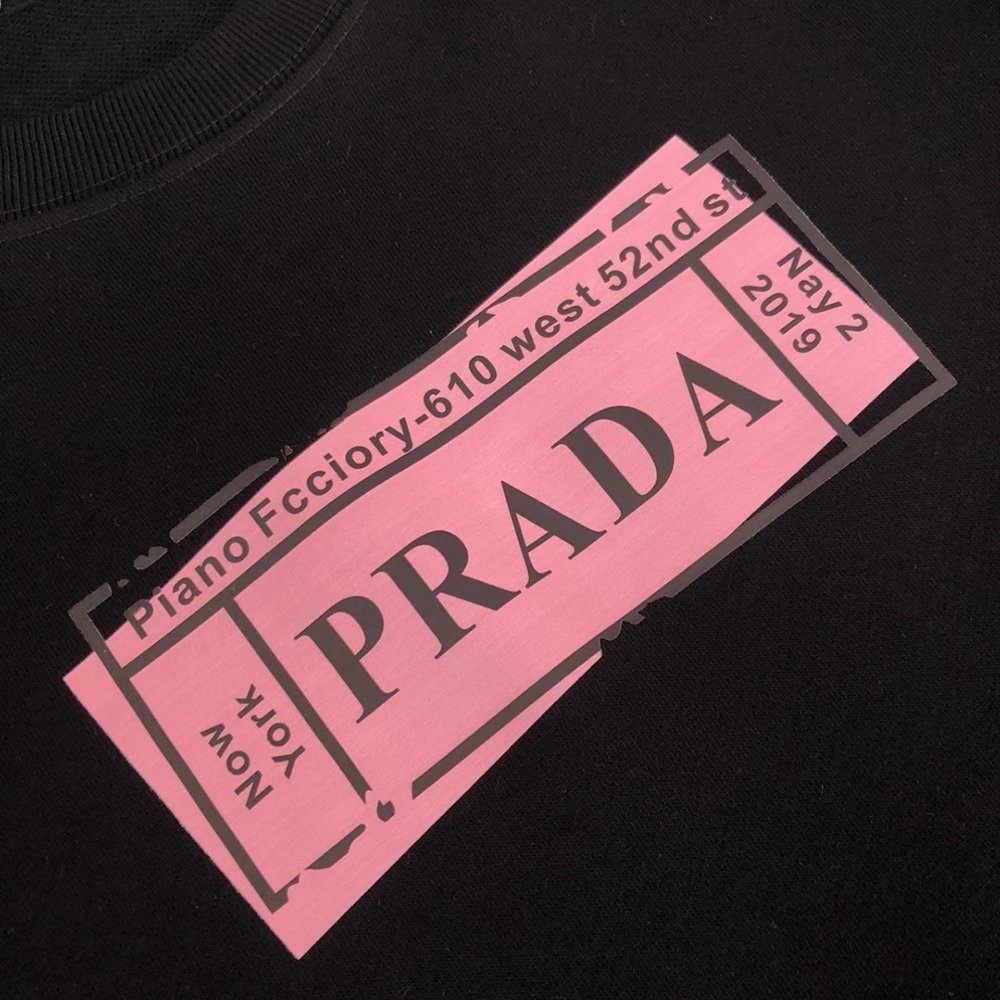 Piano Fcciory-610 west 52nd st
Nay 2
2019
PRADA
Now
York